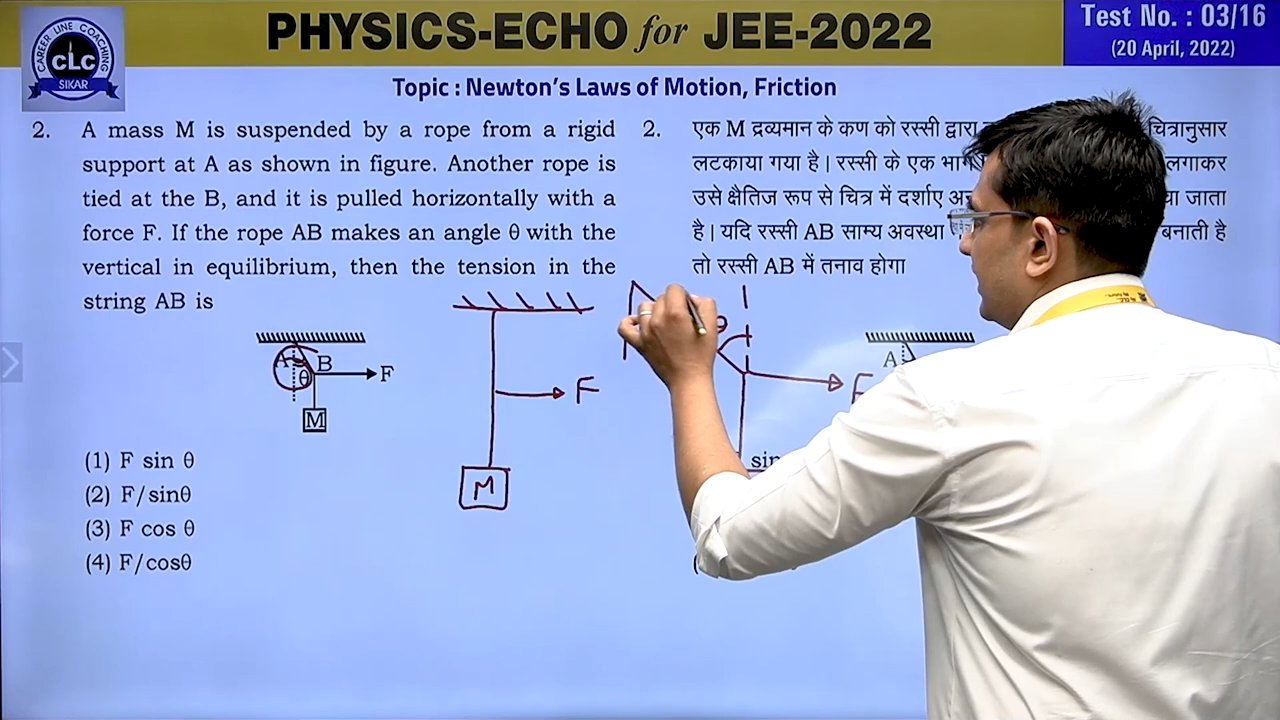 PHYSICS-ECHO for JEE-2022
Test No. : 03/16
(20 April, 2022)
CAREER LINE COACHING
CLC
SIKAR
Topic : Newton's Laws of Motion, Friction
2. A mass M is suspended by a rope from a rigid
support at A as shown in figure. Another rope is
tied at the B, and it is pulled horizontally with a
force F. If the rope AB makes an angle θ with the
vertical in equilibrium, then the tension in the
string AB is
A
B
θ
F
M
(1) F sin θ
(2) F/sinθ
(3) F cos θ
(4) F/cosθ
F
M
θ
F
2. एक M द्रव्यमान के कण को रस्सी द्वारा चित्रानुसार
लटकाया गया है। रस्सी के एक लगाकर
उसे क्षैतिज रूप से चित्र में दर्शाए जाता
है। यदि रस्सी AB साम्य अवस्था बनाती है
तो रस्सी AB में तनाव होगा
A
sin